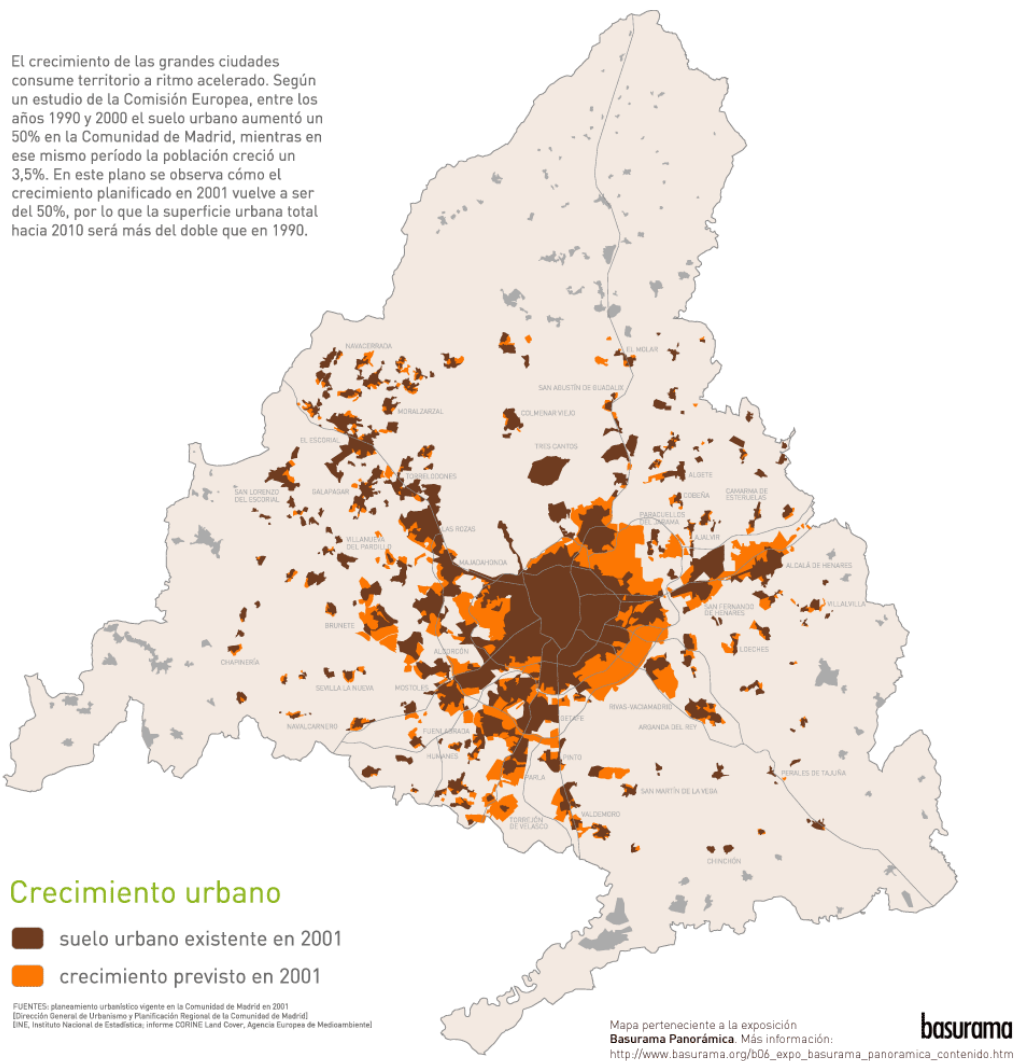 El crecimiento de las grandes ciudades
consume territorio a ritmo acelerado. Según
un estudio de la Comisión Europea, entre los
años 1990 y 2000 el suelo urbano aumentó un
50% en la Comunidad de Madrid, mientras en
ese mismo período la población creció un
3,5%. En este plano se observa cómo el
crecimiento planificado en 2001 vuelve a ser
del 50%, por lo que la superficie urbana total
hacia 2010 será más del doble que en 1990.
NAVACERRADA
EL MOLAR
SAN AGUSTÍN DE GUADALIX
MORALZARZAL
COLMENAR VIEJO
EL ESCORIAL
TRES CANTOS
TORRELODONES
ALGETE
SAN LORENZO
DEL ESCORIAL
GALAPAGAR
COBEÑA
CAMARMA DE
ESTERUELAS
PARACUELLOS
DEL JARAMA
LAS ROZAS
AJALVIR
VILLANUEVA
DEL PARDILLO
MAJADAHONDA
ALCALÁ DE HENARES
SAN FERNANDO
DE HENARES
VILLALVILLA
BRUNETE
ALCORCÓN
LOECHES
CHAPINERÍA
SEVILLA LA NUEVA
MOSTOLES
RIVAS-VACIAMADRID
NAVALCARNERO
FUENLABRADA
GETAFE
ARGANDA DEL REY
HUMANES
PINTO
PARLA
PERALES DE TAJUÑA
SAN MARTÍN DE LA VEGA
TORREJÓN
DE VELASCO
VALDEMORO
CHINCHÓN
Crecimiento urbano
suelo urbano existente en 2001
crecimiento previsto en 2001
FUENTES: planeamiento urbanístico vigente en la Comunidad de Madrid en 2001
[Dirección General de Urbanismo y Planificación Regional de la Comunidad de Madrid]
[INE, Instituto Nacional de Estadística; informe CORINE Land Cover, Agencia Europea de Medioambiente]
Mapa perteneciente a la exposición
Basurama Panorámica. Más información:
http://www.basurama.org/b06_expo_basurama_panoramica_contenido.htm
basurama